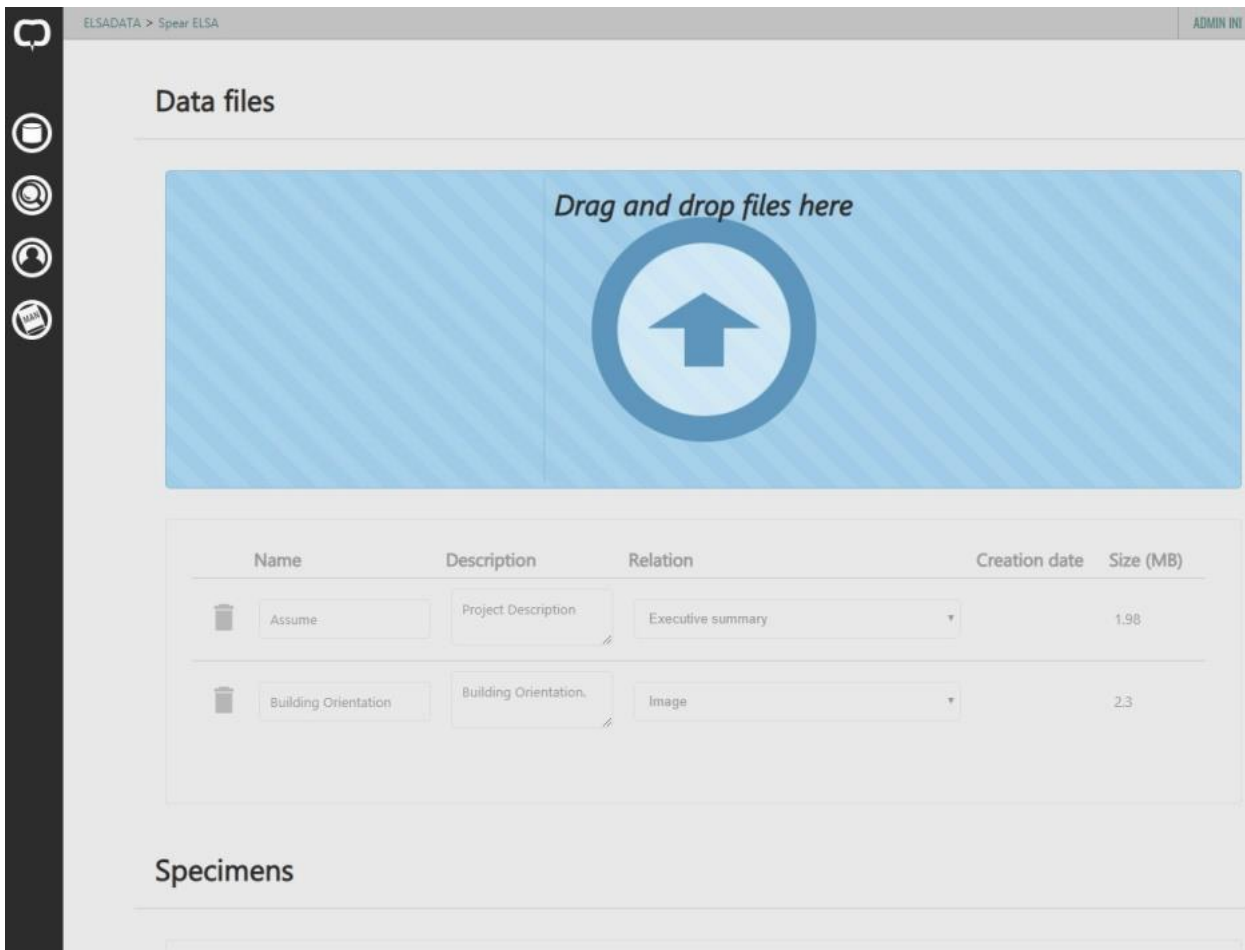 ELSADATA > Spear ELSA
ADMIN INI
Data files
Drag and drop files here
MAN
Name Description Relation Creation date Size (MB)
Assume Project Description Executive summary 1.98
Building Orientation Building Orientation. Image 2.3
Specimens